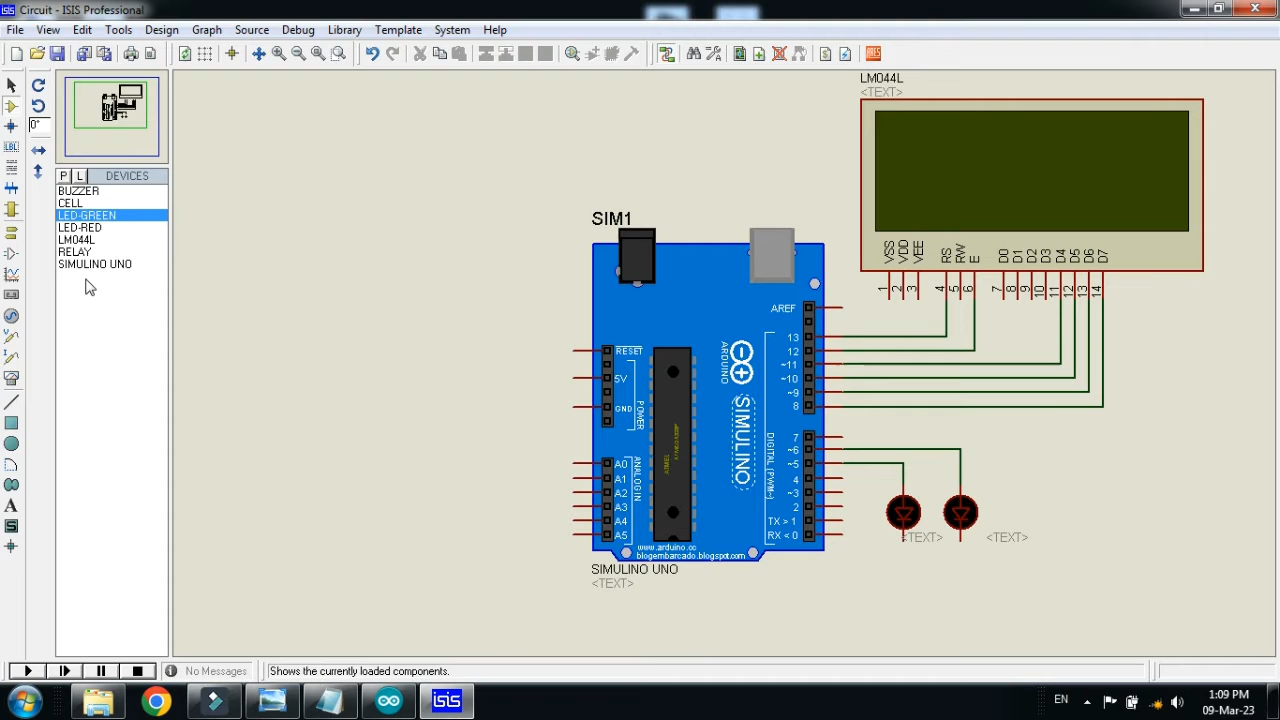 Circuit - ISIS Professional
File View Edit Tools Design Graph Source Debug Library Template System Help
ISIS
LBL
0°
P L DEVICES
BUZZER
CELL
LED-GREEN
LED-RED
LM044L
RELAY
SIMULINO UNO
A
LM044L
<TEXT>
VSS VDD VEE RS RW E D0 D1 D2 D3 D4 D5 D6 D7
1 2 3 4 5 6 7 8 9 10 11 12 13 14
SIM1
AREF
13
12
~11
~10
~9
8
7
~6
~5
4
~3
2
TX > 1
RX < 0
DIGITAL (PWM~)
ARDUINO
SIMULINO
RESET
5V
GND
POWER
A0
A1
A2
A3
A4
A5
ANALOG IN
ATMEL
www.arduino.cc
blogembarcado.blogspot.com
SIMULINO UNO
<TEXT>
<TEXT>
<TEXT>
No Messages
Shows the currently loaded components.
isis
EN
1:09 PM
09-Mar-23